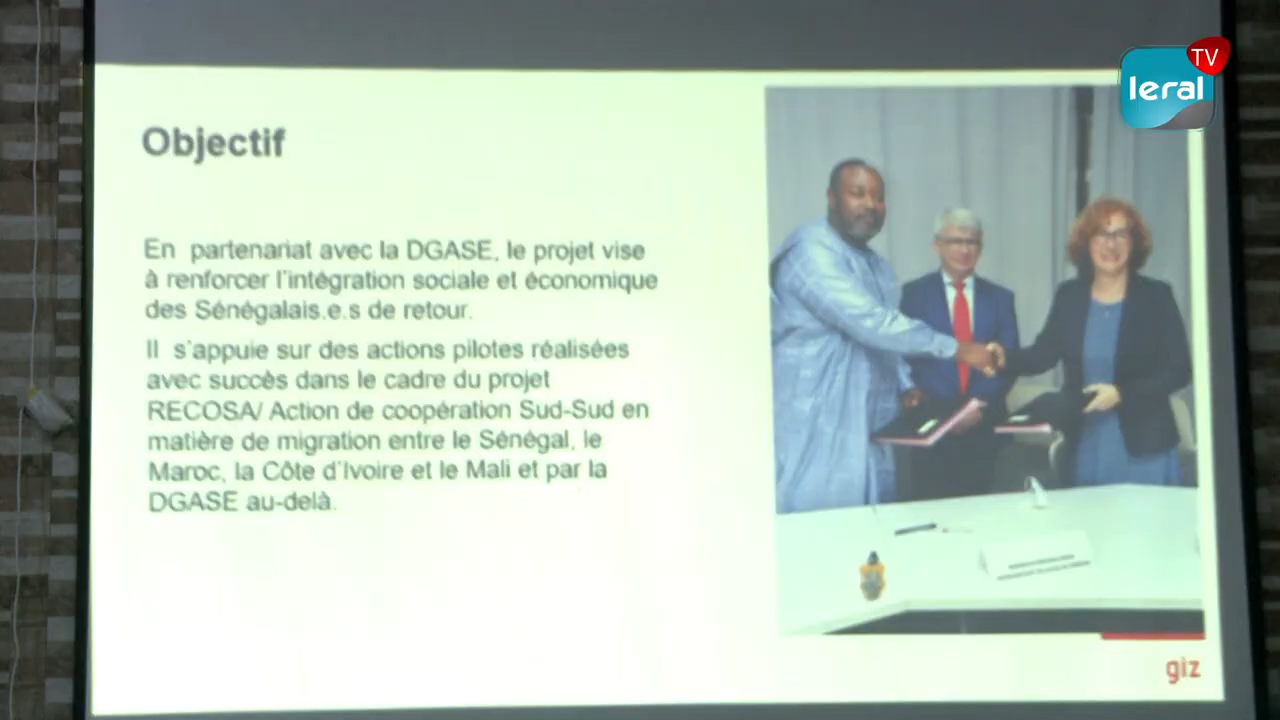 TV
leral
Objectif
En partenariat avec la DGASE, le projet vise
à renforcer l'intégration sociale et économique
des Sénégalais.e.s de retour.
Il s'appuie sur des actions pilotes réalisées
avec succès dans le cadre du projet
RECOSA/ Action de coopération Sud-Sud en
matière de migration entre le Sénégal, le
Maroc, la Côte d'Ivoire et le Mali et par la
DGASE au-delà.
giz